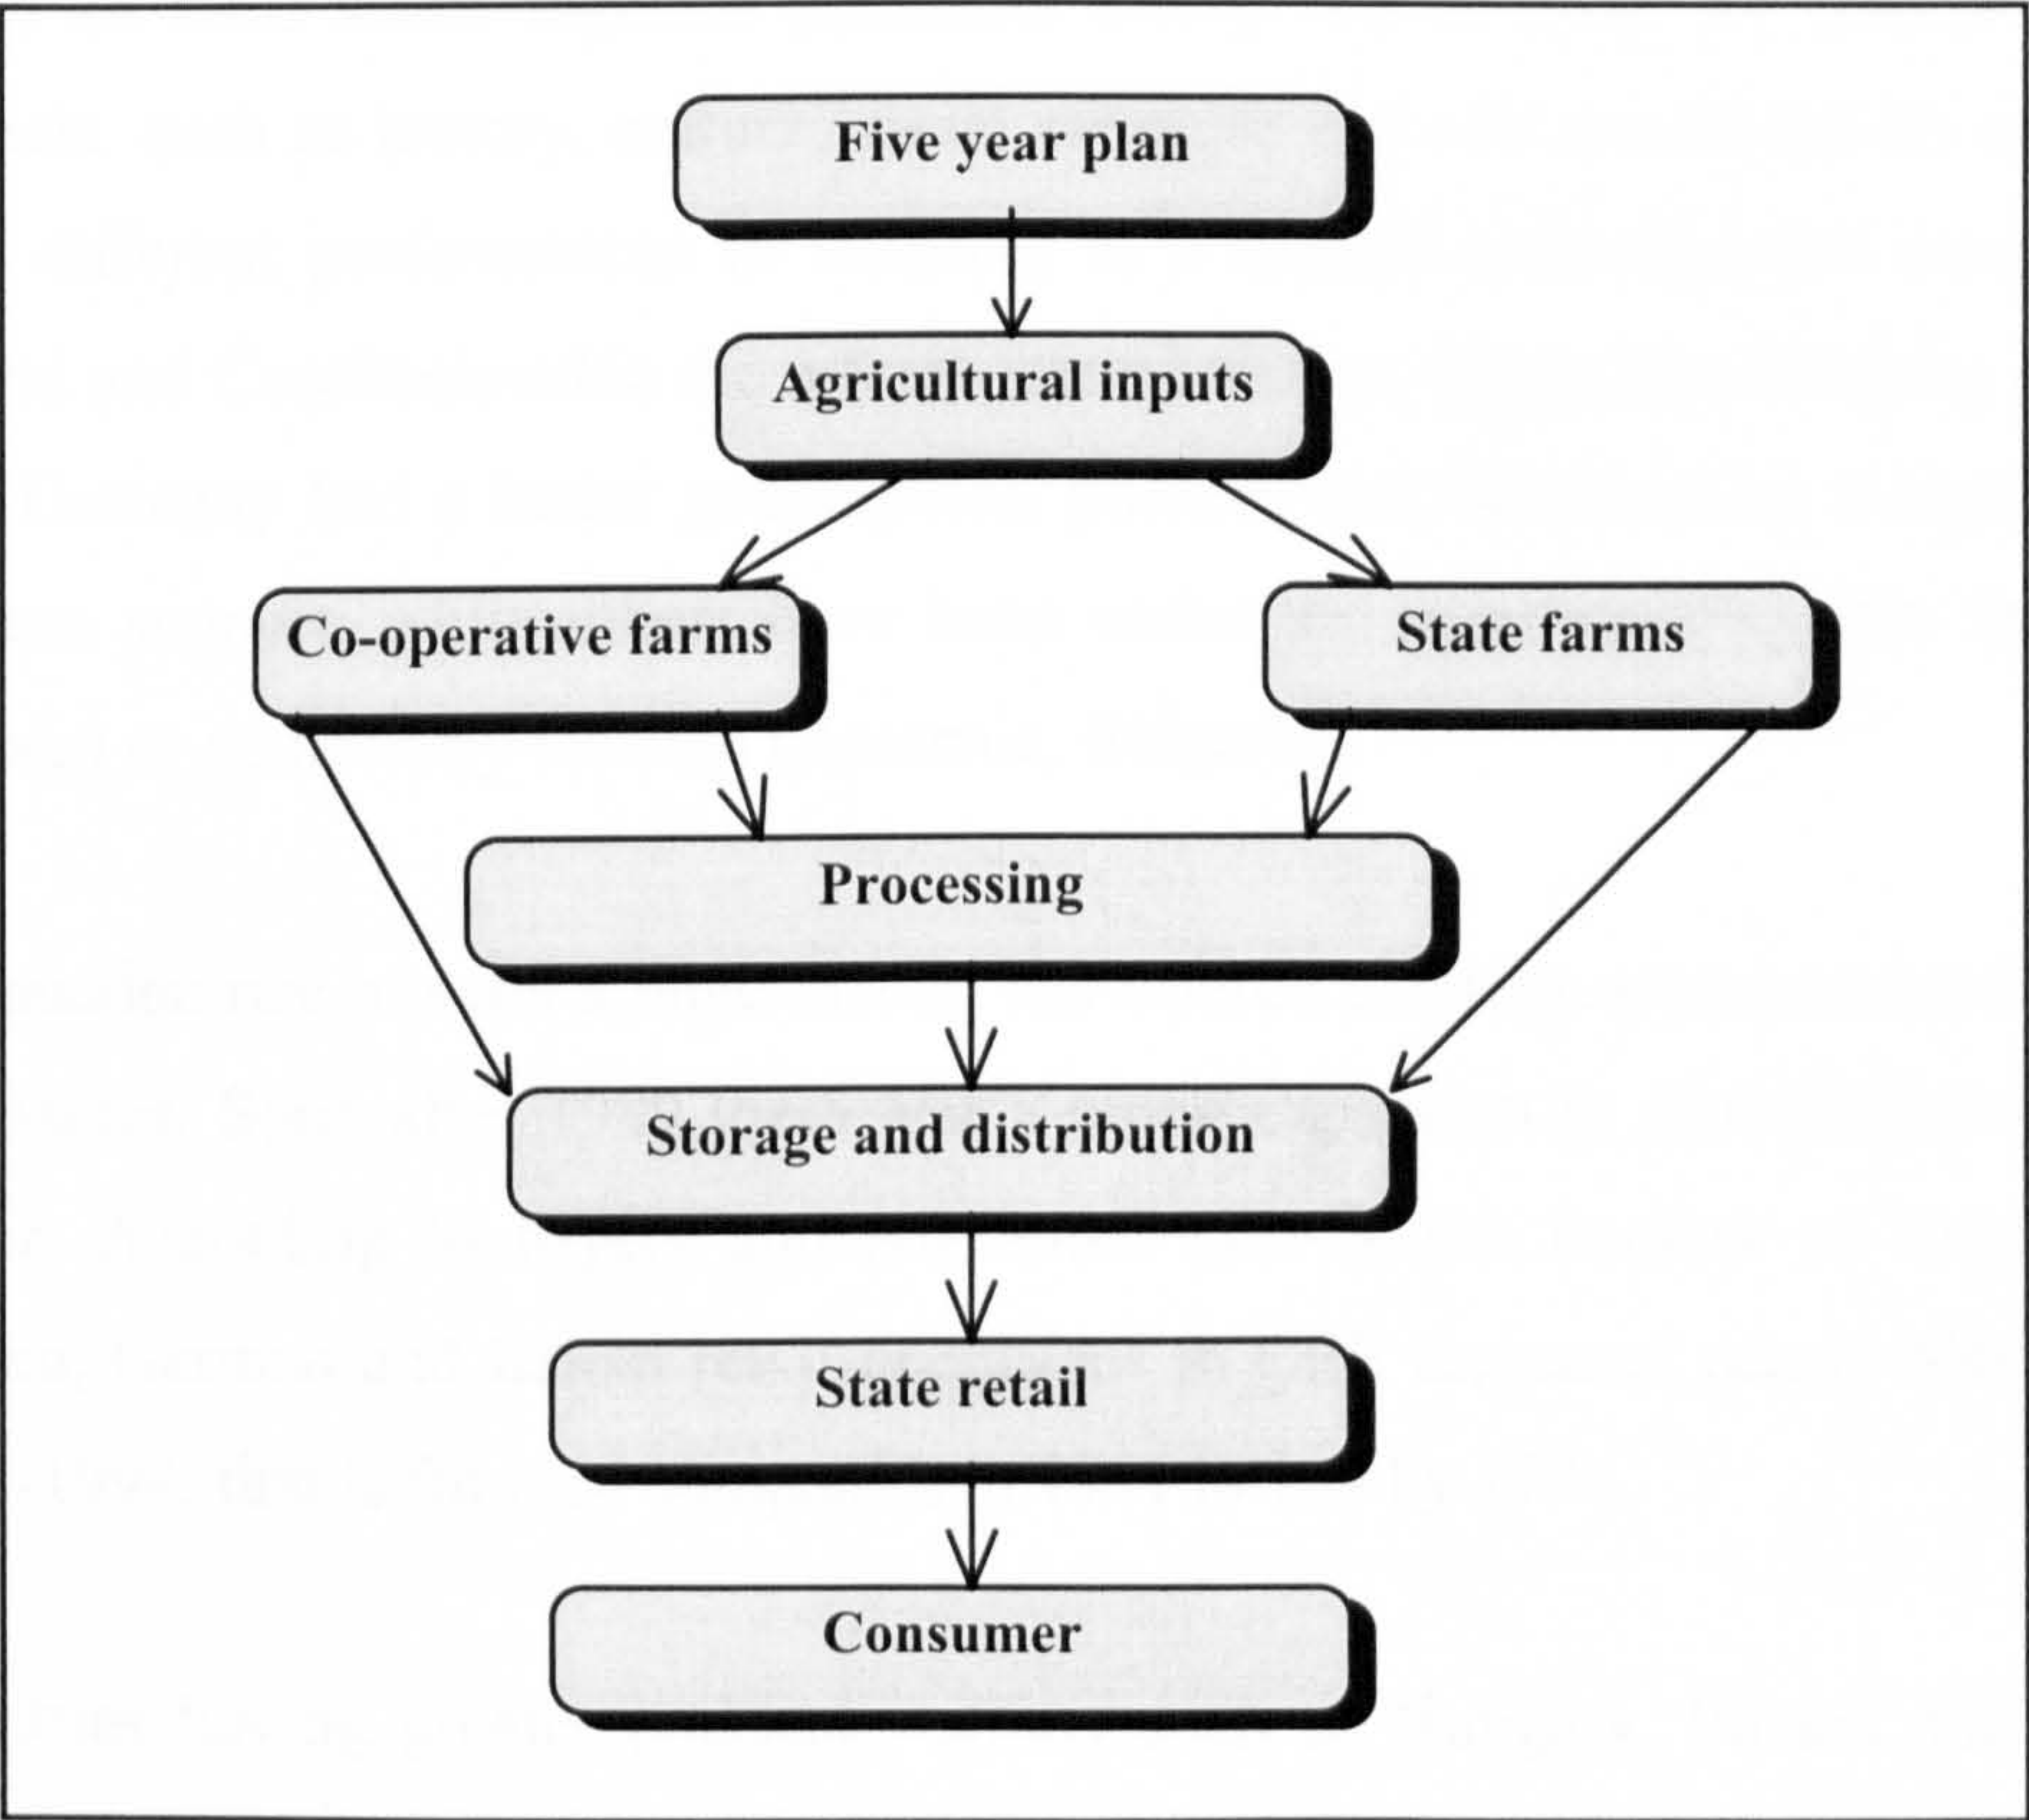 Five year plan
Agricultural inputs
Co-operative farms
State farms
Processing
Storage and distribution
State retail
Consumer